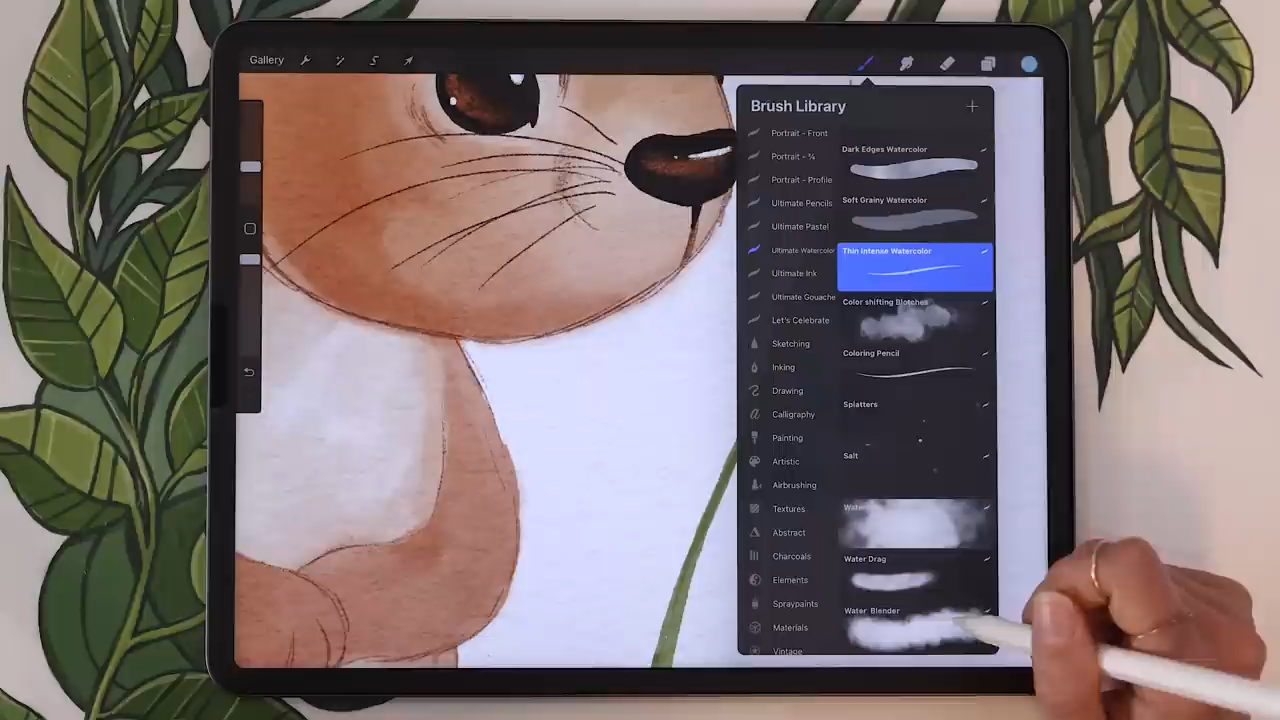 Gallery
Brush Library
Portrait - Front
Portrait - ¾
Portrait - Profile
Ultimate Pencils
Ultimate Pastel
Ultimate Watercolor
Ultimate Ink
Ultimate Gouache
Let's Celebrate
Sketching
Inking
Drawing
Calligraphy
Painting
Artistic
Airbrushing
Textures
Abstract
Charcoals
Elements
Spraypaints
Materials
Vintage
Dark Edges Watercolor
Soft Grainy Watercolor
Thin Intense Watercolor
Color shifting Blotches
Coloring Pencil
Splatters
Salt
Water Drag
Water Blender